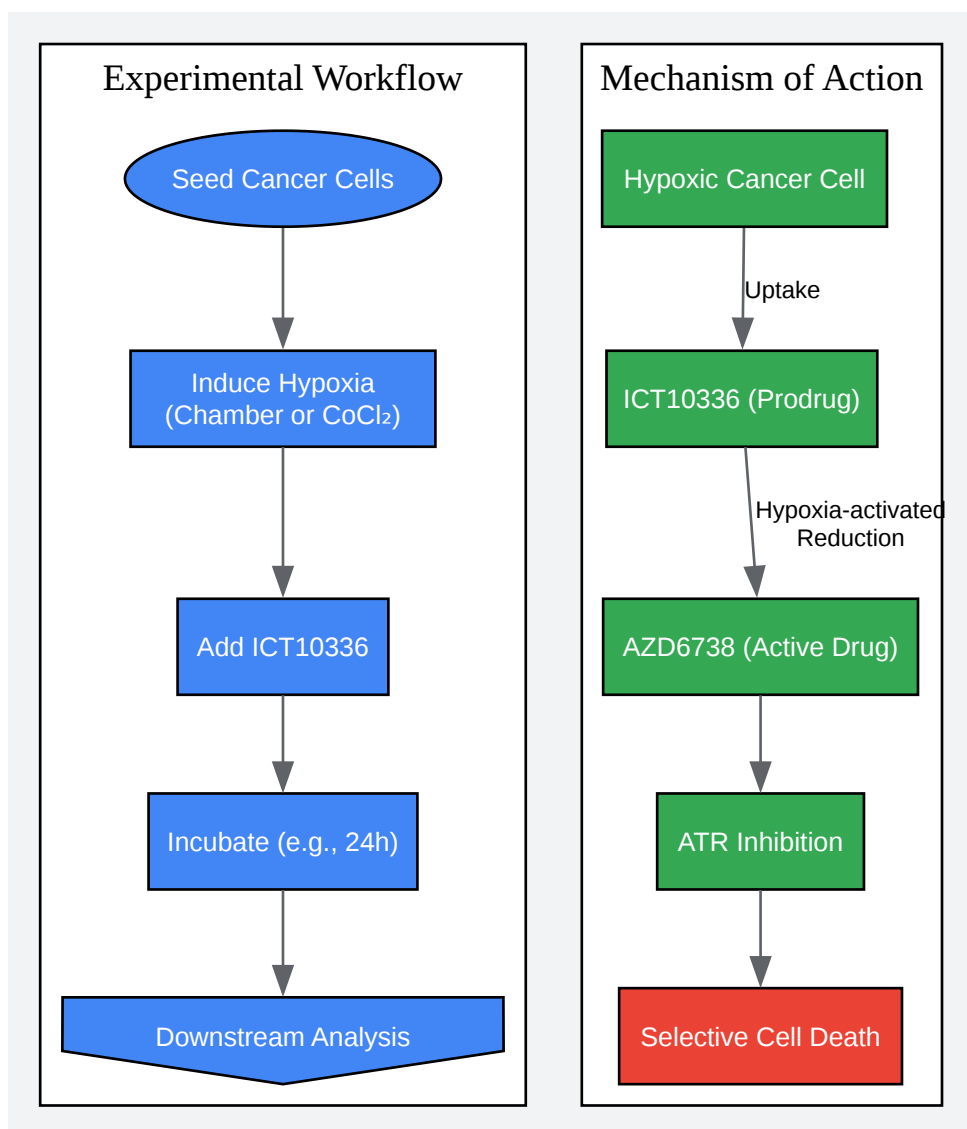 Experimental Workflow
Seed Cancer Cells
Induce Hypoxia
(Chamber or CoCl₂)
Add ICT10336
Incubate (e.g., 24h)
Downstream Analysis
Mechanism of Action
Hypoxic Cancer Cell
Uptake
ICT10336 (Prodrug)
Hypoxia-activated
Reduction
AZD6738 (Active Drug)
ATR Inhibition
Selective Cell Death